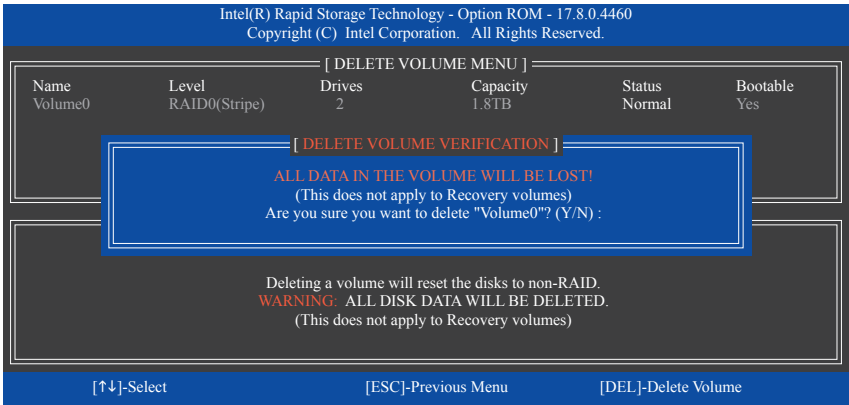 Intel(R) Rapid Storage Technology - Option ROM - 17.8.0.4460
Copyright (C) Intel Corporation. All Rights Reserved.
[ DELETE VOLUME MENU ]
Name Level Drives Capacity Status Bootable
Volume0 RAID0(Stripe) 2 1.8TB Normal Yes
[ DELETE VOLUME VERIFICATION ]
ALL DATA IN THE VOLUME WILL BE LOST!
(This does not apply to Recovery volumes)
Are you sure you want to delete "Volume0"? (Y/N) :
Deleting a volume will reset the disks to non-RAID.
WARNING: ALL DISK DATA WILL BE DELETED.
(This does not apply to Recovery volumes)
[↑↓]-Select [ESC]-Previous Menu [DEL]-Delete Volume